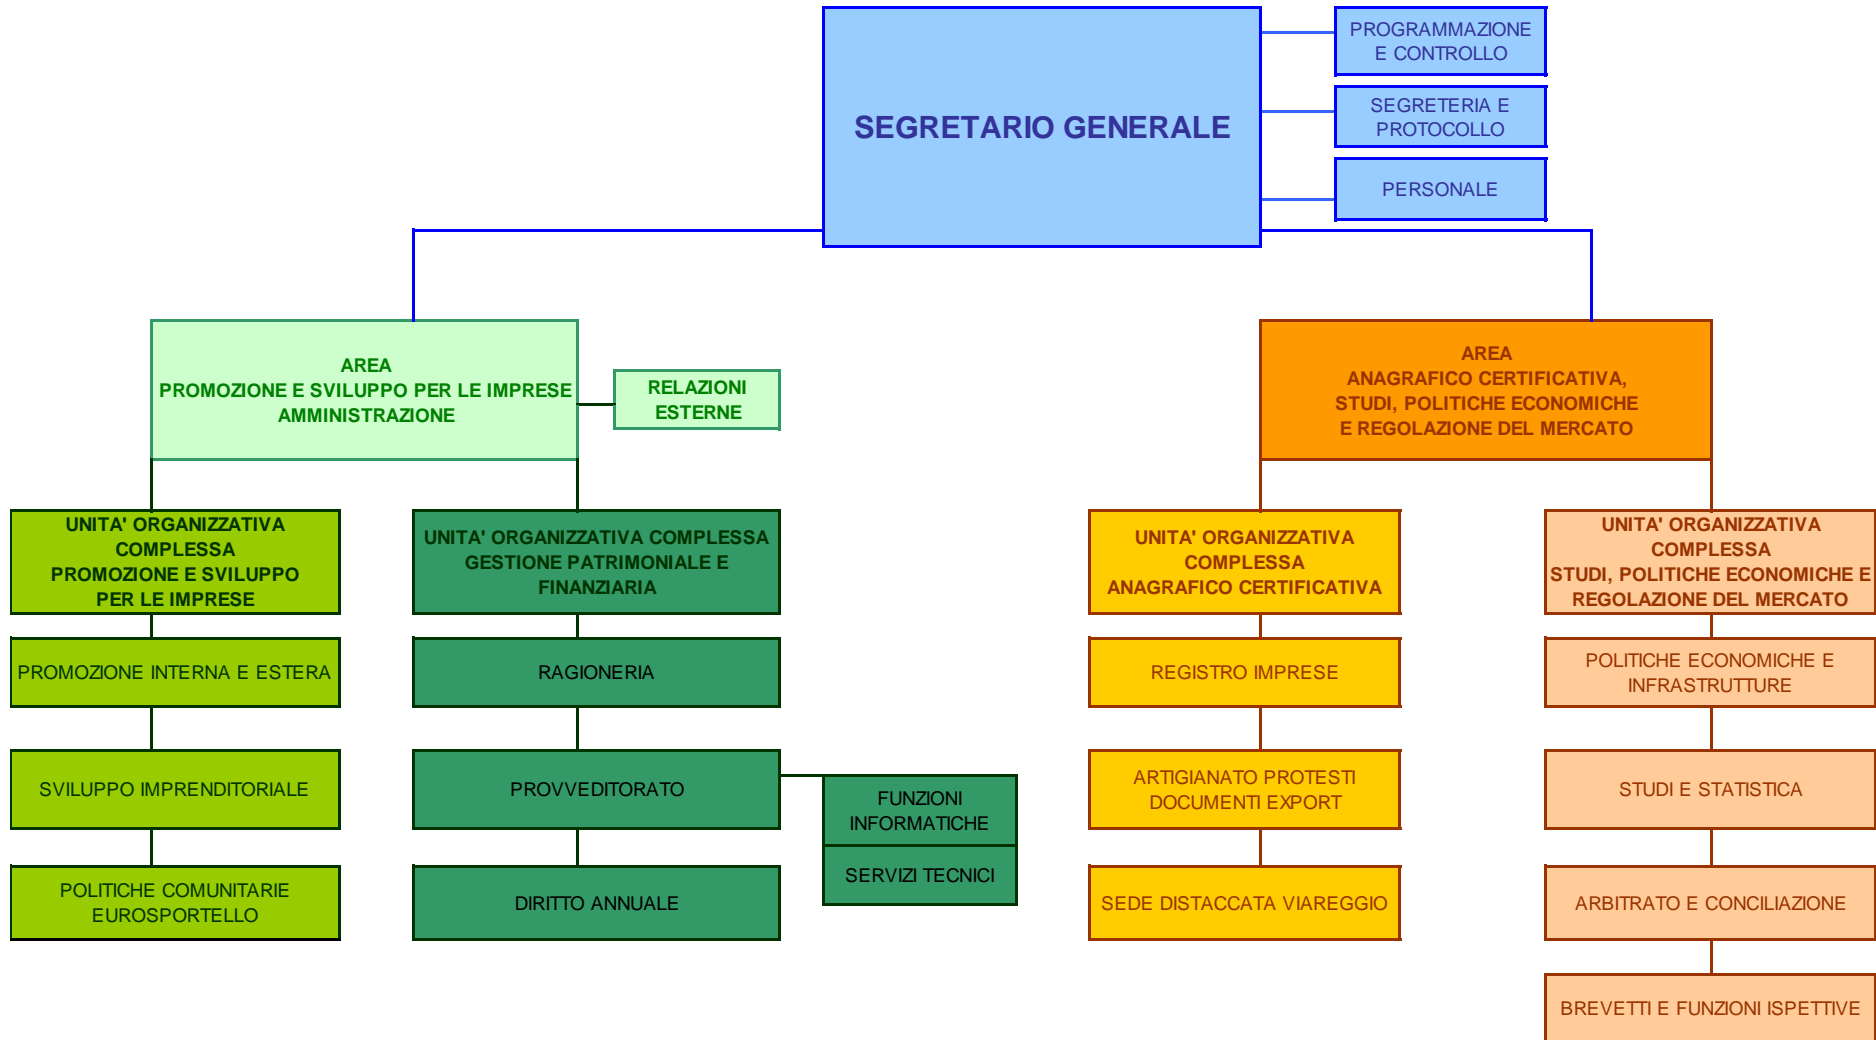 SEGRETARIO GENERALE
PROGRAMMAZIONE
E CONTROLLO
SEGRETERIA E
PROTOCOLLO
PERSONALE
AREA
PROMOZIONE E SVILUPPO PER LE IMPRESE
AMMINISTRAZIONE
RELAZIONI
ESTERNE
AREA
ANAGRAFICO CERTIFICATIVA,
STUDI, POLITICHE ECONOMICHE
E REGOLAZIONE DEL MERCATO
UNITA' ORGANIZZATIVA
COMPLESSA
PROMOZIONE E SVILUPPO
PER LE IMPRESE
PROMOZIONE INTERNA E ESTERA
SVILUPPO IMPRENDITORIALE
POLITICHE COMUNITARIE
EUROSPORTELLO
UNITA' ORGANIZZATIVA COMPLESSA
GESTIONE PATRIMONIALE E
FINANZIARIA
RAGIONERIA
PROVVEDITORATO
FUNZIONI
INFORMATICHE
SERVIZI TECNICI
DIRITTO ANNUALE
UNITA' ORGANIZZATIVA
COMPLESSA
ANAGRAFICO CERTIFICATIVA
REGISTRO IMPRESE
ARTIGIANATO PROTESTI
DOCUMENTI EXPORT
SEDE DISTACCATA VIAREGGIO
UNITA' ORGANIZZATIVA
COMPLESSA
STUDI, POLITICHE ECONOMICHE E
REGOLAZIONE DEL MERCATO
POLITICHE ECONOMICHE E
INFRASTRUTTURE
STUDI E STATISTICA
ARBITRATO E CONCILIAZIONE
BREVETTI E FUNZIONI ISPETTIVE